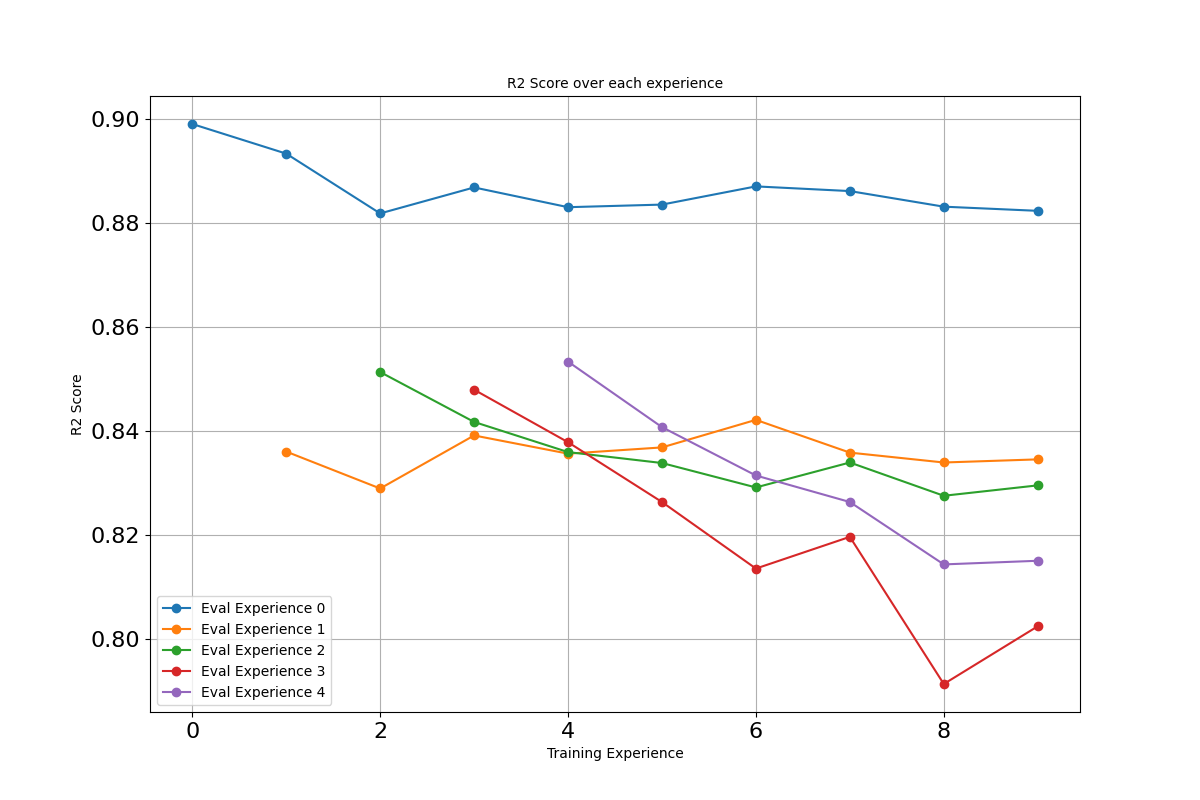 R2 Score over each experience
0.90
0.88
0.86
0.84
0.82
0.80
R2 Score
Eval Experience 0
Eval Experience 1
Eval Experience 2
Eval Experience 3
Eval Experience 4
0 2 4 6 8
Training Experience